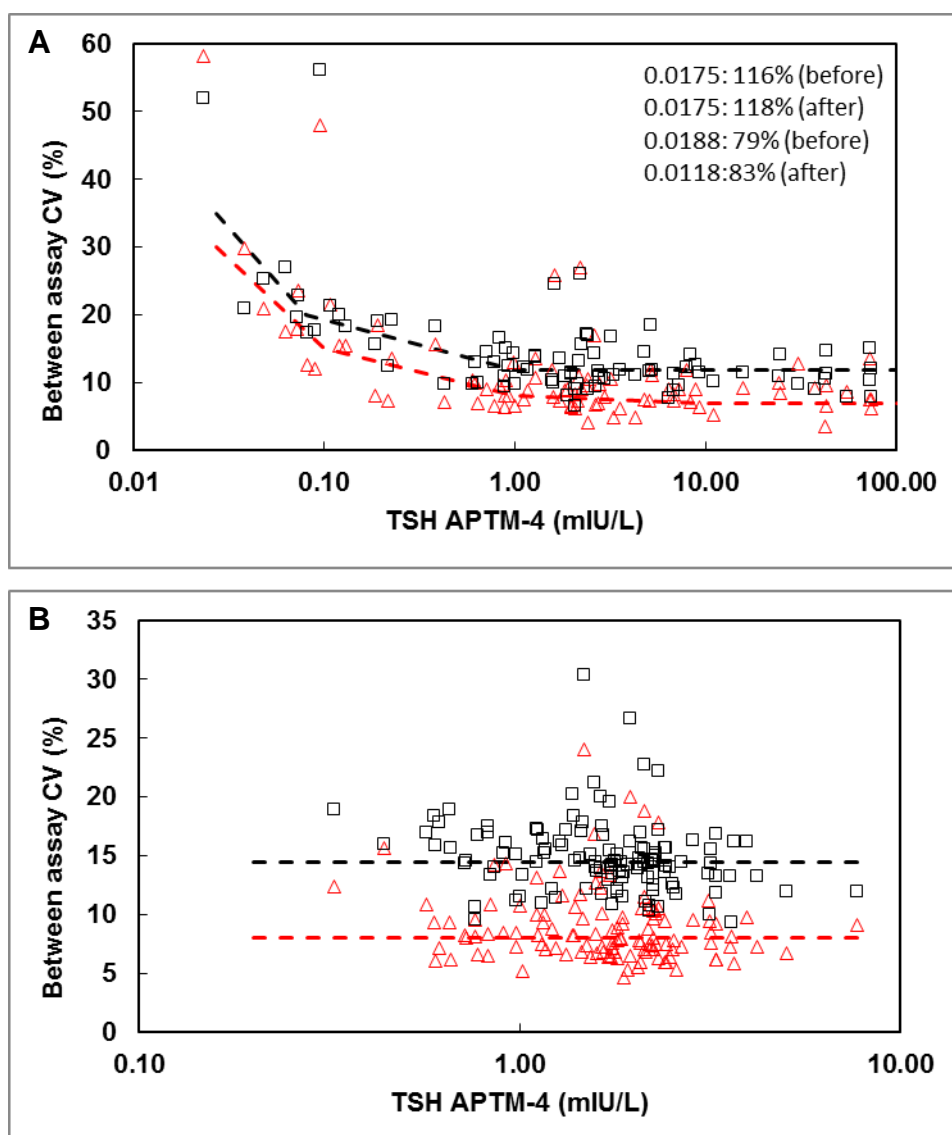 A
60
50
40
30
20
10
0
0.0175: 116% (before)
0.0175: 118% (after)
0.0188: 79% (before)
0.0118:83% (after)
Between assay CV (%)
0.01 0.10 1.00 10.00 100.00
TSH APTM-4 (mIU/L)
B
35
30
25
20
15
10
5
0
Between assay CV (%)
0.10 1.00 10.00
TSH APTM-4 (mIU/L)